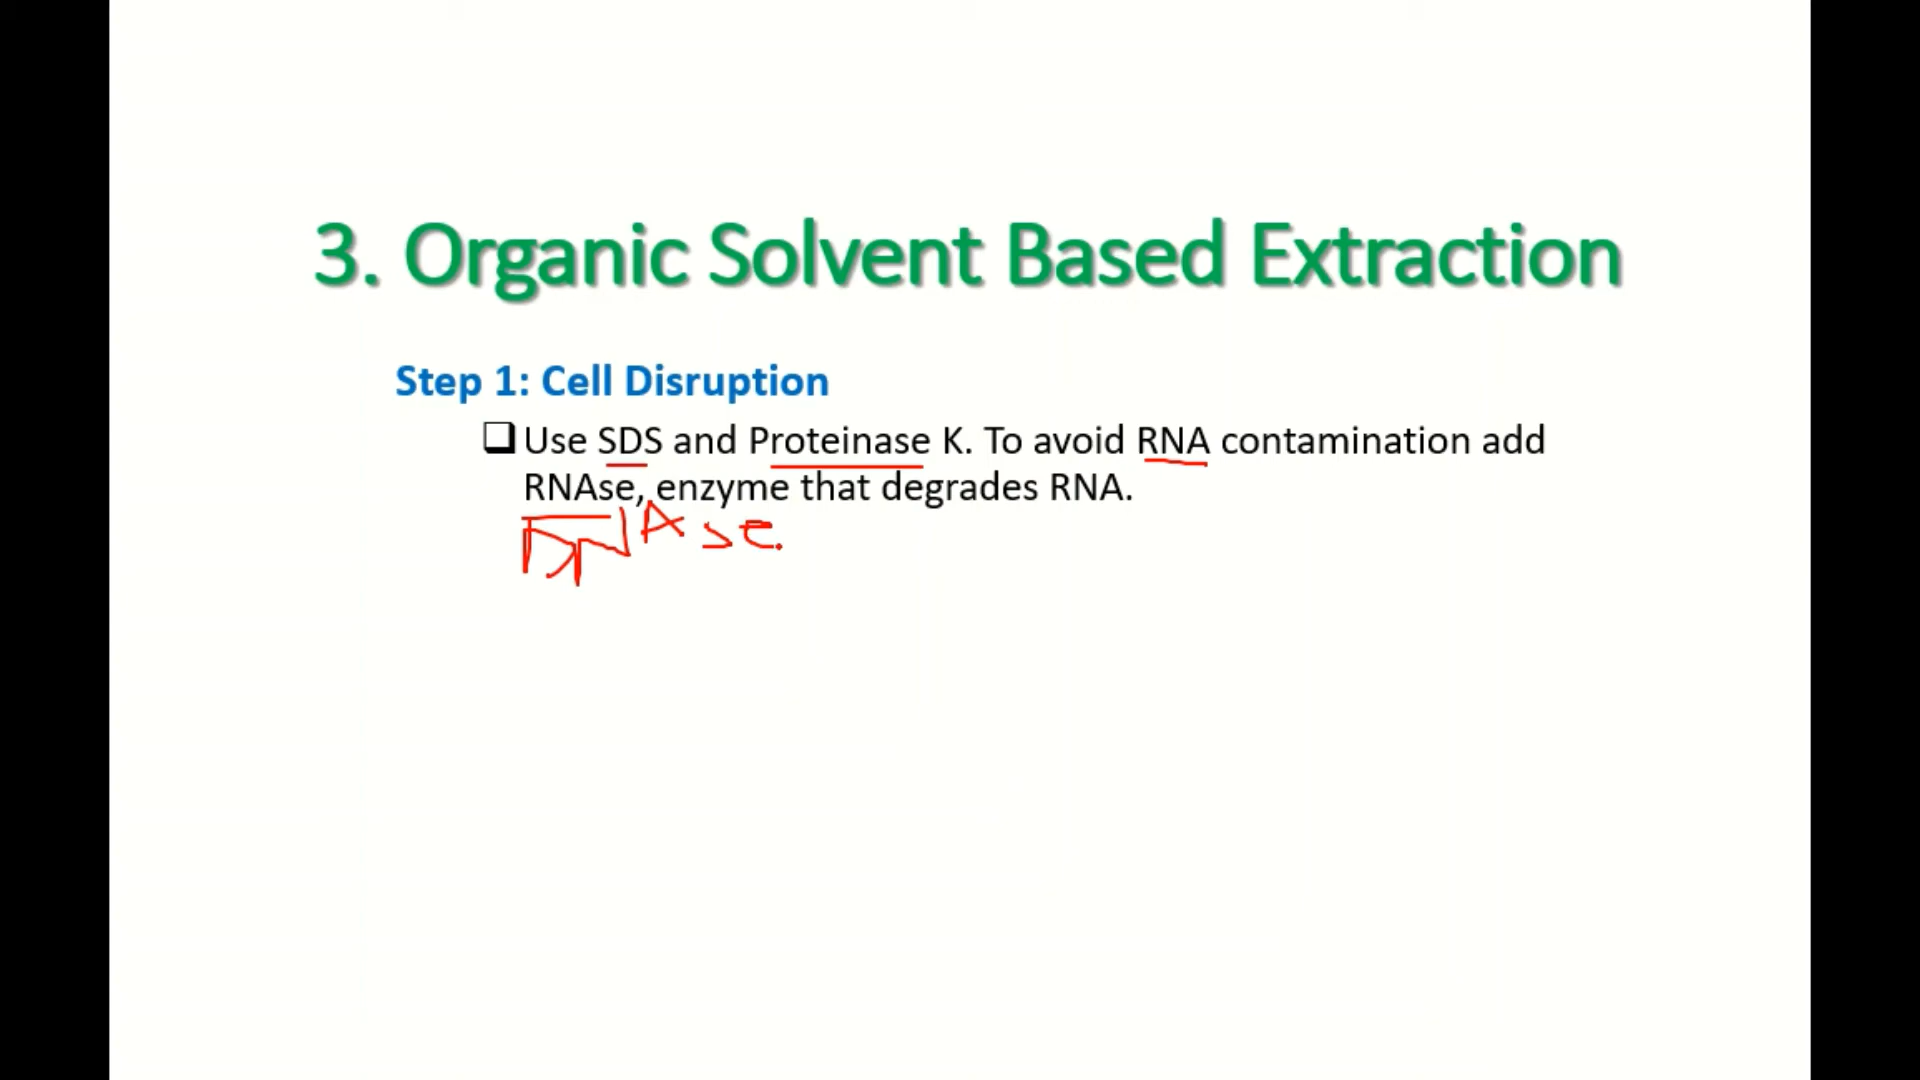 3. Organic Solvent Based Extraction
Step 1: Cell Disruption
Use SDS and Proteinase K. To avoid RNA contamination add
RNAse, enzyme that degrades RNA.
DNAse.